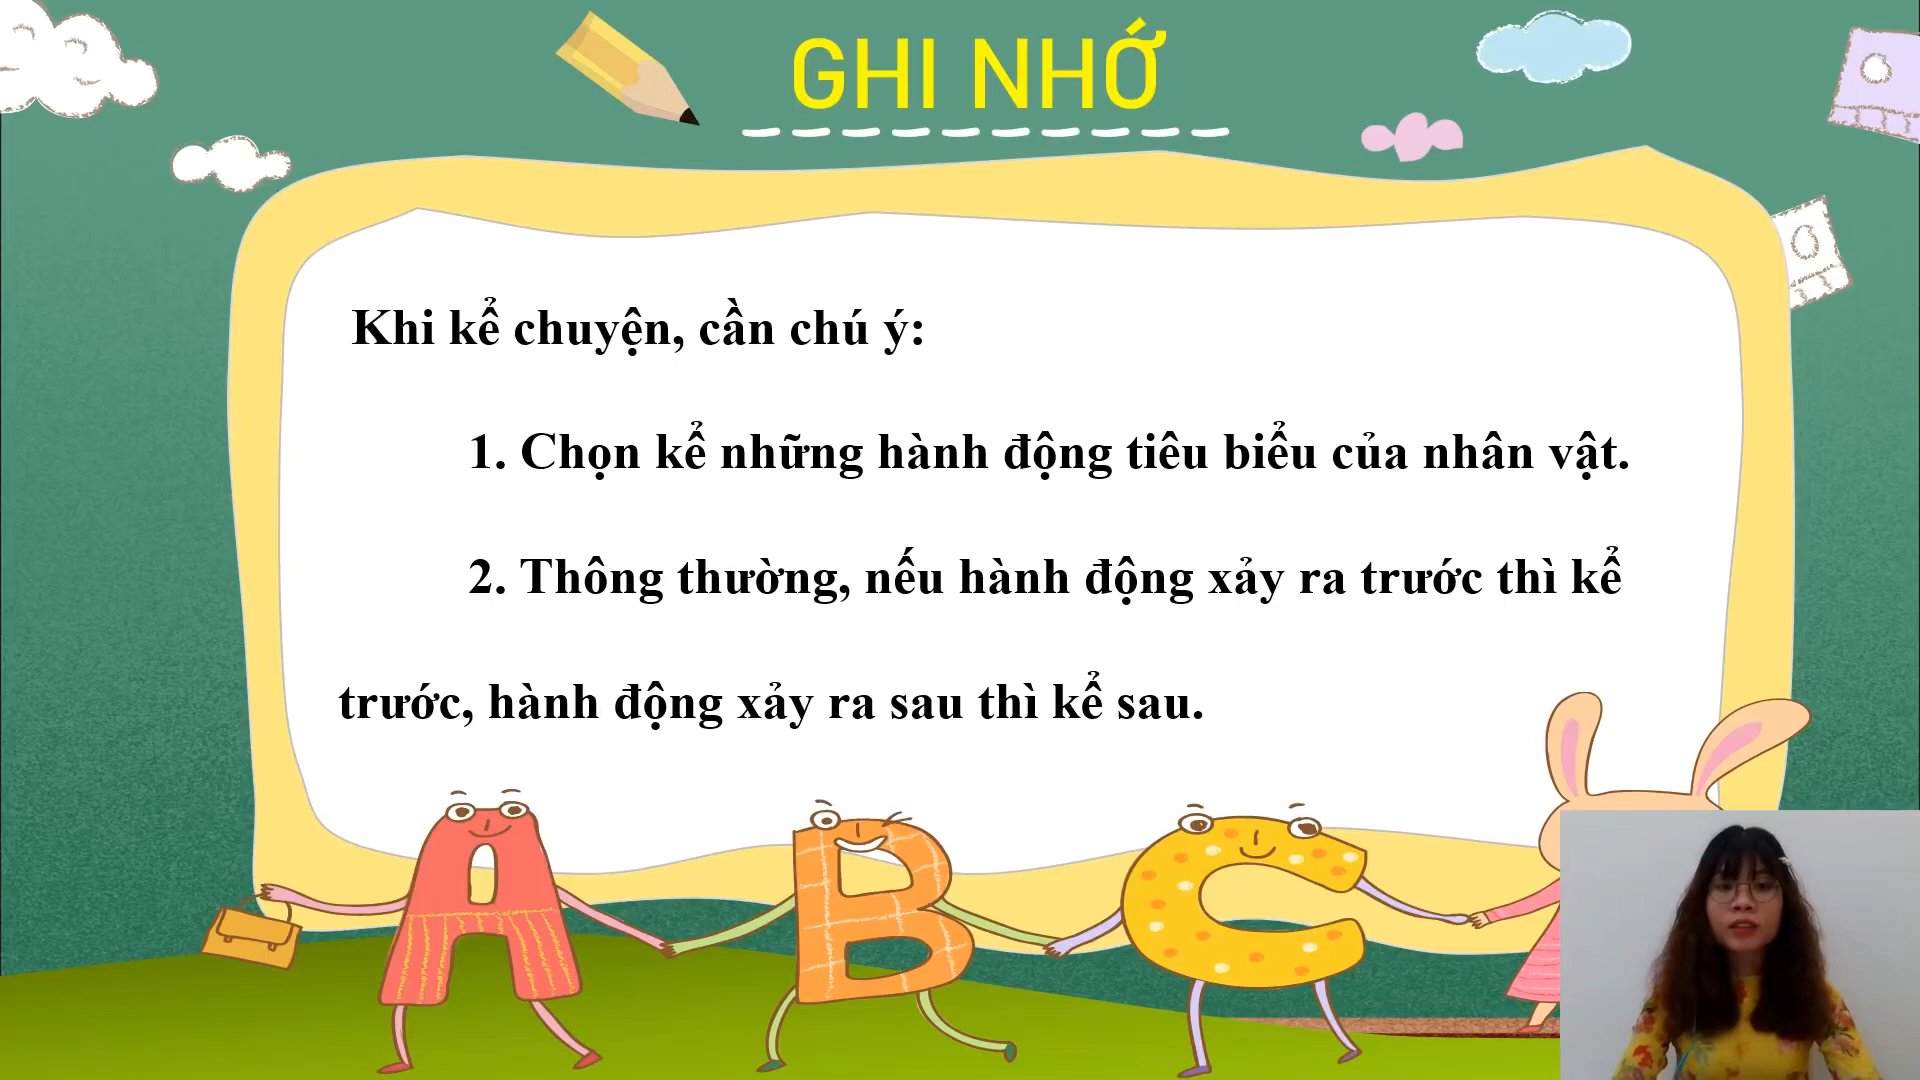 GHI NHỚ
Khi kể chuyện, cần chú ý:
1. Chọn kể những hành động tiêu biểu của nhân vật.
2. Thông thường, nếu hành động xảy ra trước thì kể
trước, hành động xảy ra sau thì kể sau.